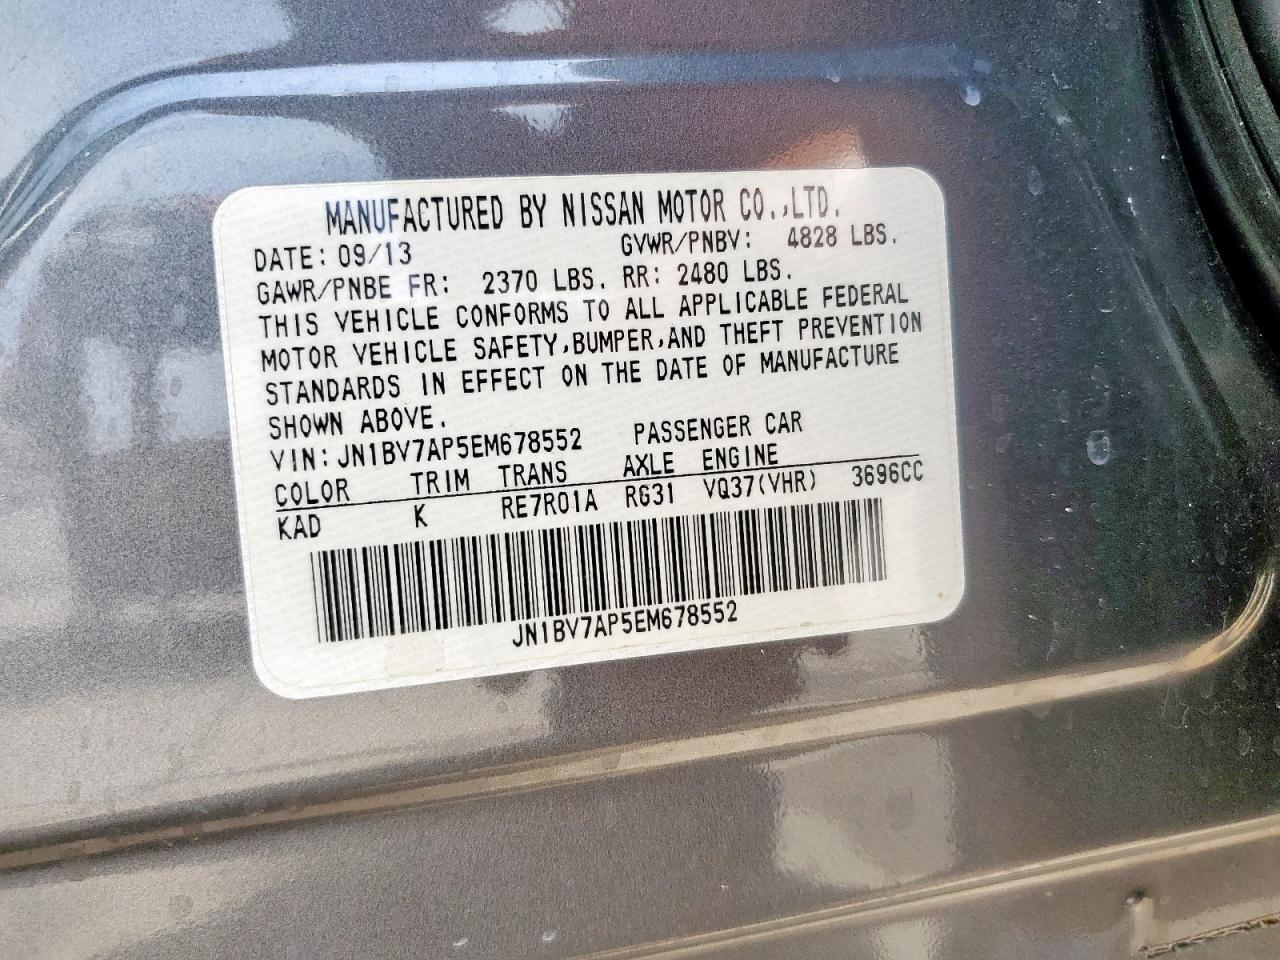 MANUFACTURED BY NISSAN MOTOR CO.,LTD.
DATE: 09/13 GVWR/PNBV: 4828 LBS.
GAWR/PNBE FR: 2370 LBS. RR: 2480 LBS.
THIS VEHICLE CONFORMS TO ALL APPLICABLE FEDERAL
MOTOR VEHICLE SAFETY,BUMPER,AND THEFT PREVENTION
STANDARDS IN EFFECT ON THE DATE OF MANUFACTURE
SHOWN ABOVE.
VIN: JN1BV7AP5EM678552 PASSENGER CAR
COLOR TRIM TRANS AXLE ENGINE
KAD K RE7R01A RG31 VQ37(VHR) 3696CC
JN1BV7AP5EM678552